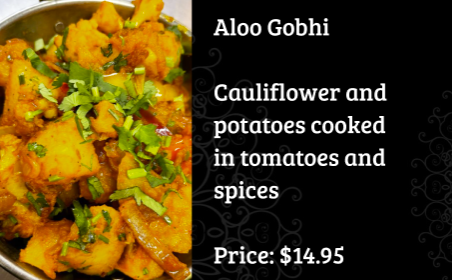 Aloo Gobhi
Cauliflower and
potatoes cooked
in tomatoes and
spices
Price: $14.95